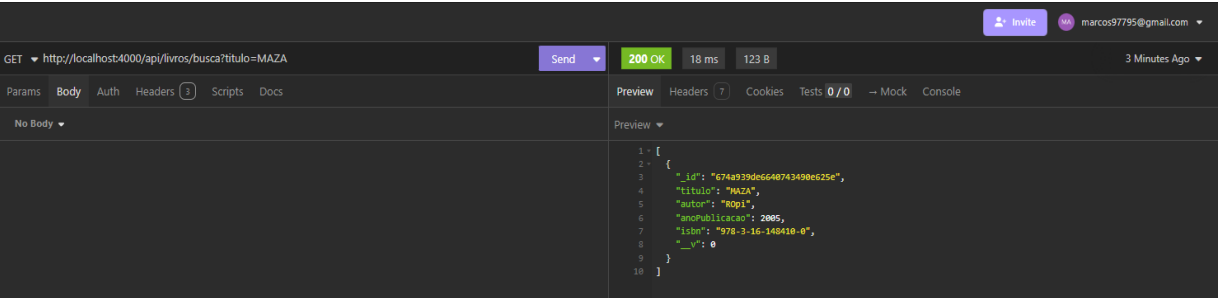 Invite MA marcos97795@gmail.com
GET http://localhost:4000/api/livros/busca?titulo=MAZA Send 200 OK 18 ms 123 B 3 Minutes Ago
Params Body Auth Headers 3 Scripts Docs Preview Headers 7 Cookies Tests 0 / 0 → Mock Console
No Body Preview
1 [
2 {
3 "_id": "674a939de6640743490e625e",
4 "titulo": "MAZA",
5 "autor": "ROpi",
6 "anoPublicacao": 2005,
7 "isbn": "978-3-16-148410-0",
8 "__v": 0
9 }
10 ]